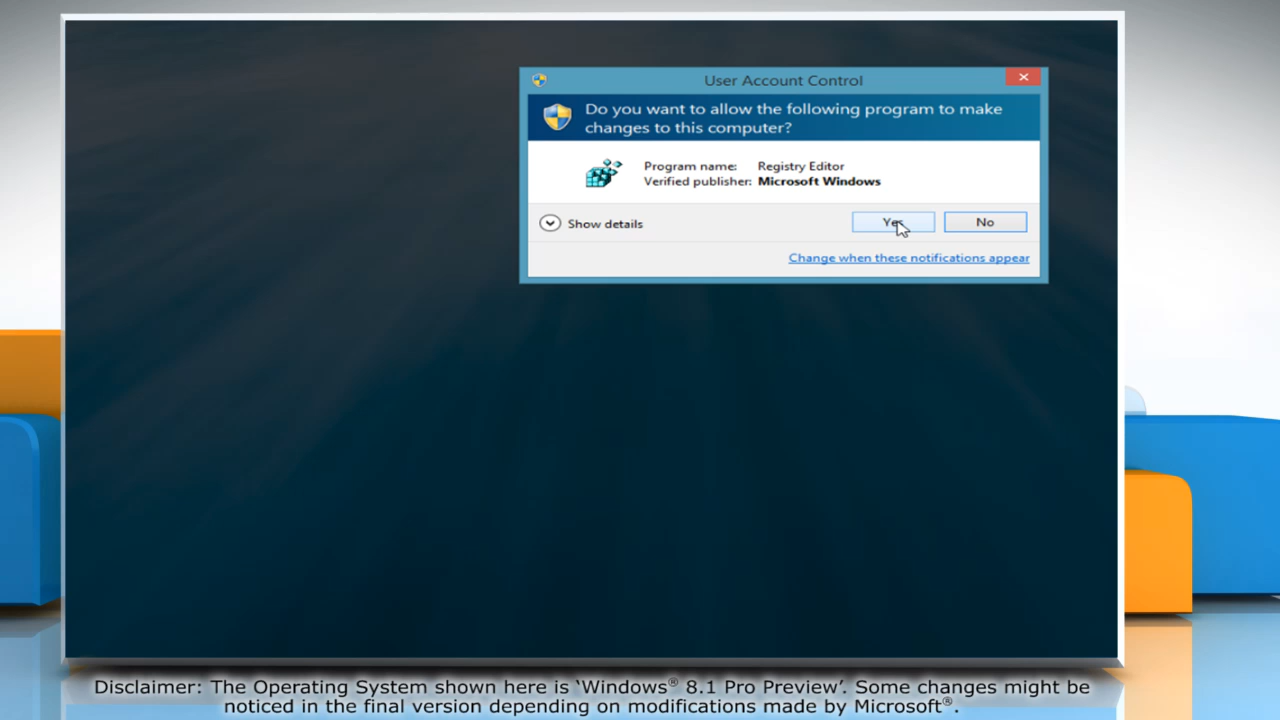 User Account Control
Do you want to allow the following program to make
changes to this computer?
Program name: Registry Editor
Verified publisher: Microsoft Windows
Show details
Yes
No
Change when these notifications appear
Disclaimer: The Operating System shown here is ‘Windows® 8.1 Pro Preview’. Some changes might be
noticed in the final version depending on modifications made by Microsoft®.